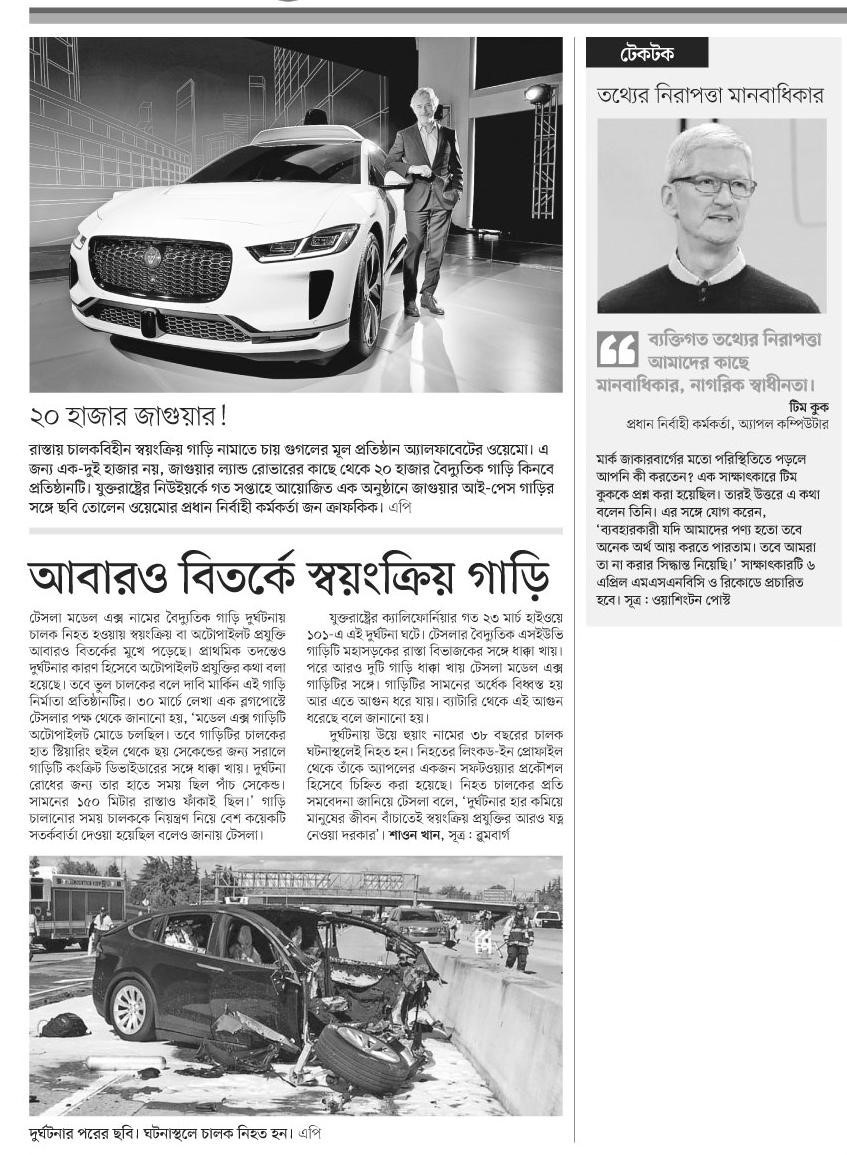 ২০ হাজার জাগুয়ার!
রাস্তায় চালকবিহীন স্বয়ংক্রিয় গাড়ি নামাতে চায় গুগলের মূল প্রতিষ্ঠান অ্যালফাবেটের ওয়েমো। এ
জন্য এক-দুই হাজার নয়, জাগুয়ার ল্যান্ড রোভারের কাছে থেকে ২০ হাজার বৈদ্যুতিক গাড়ি কিনবে
প্রতিষ্ঠানটি। যুক্তরাষ্ট্রের নিউইয়র্কে গত সপ্তাহে আয়োজিত এক অনুষ্ঠানে জাগুয়ার আই-পেস গাড়ির
সঙ্গে ছবি তোলেন ওয়েমোর প্রধান নির্বাহী কর্মকর্তা জন ক্রাফকিক। এপি
আবারও বিতর্কে স্বয়ংক্রিয় গাড়ি
টেসলা মডেল এক্স নামের বৈদ্যুতিক গাড়ি দুর্ঘটনায়
চালক নিহত হওয়ায় স্বয়ংক্রিয় বা অটোপাইলট প্রযুক্তি
আবারও বিতর্কের মুখে পড়েছে। প্রাথমিক তদন্তেও
দুর্ঘটনার কারণ হিসেবে অটোপাইলট প্রযুক্তির কথা বলা
হয়েছে। তবে ভুল চালকের বলে দাবি মার্কিন এই গাড়ি
নির্মাতা প্রতিষ্ঠানটির। ৩০ মার্চে লেখা এক ব্লগপোস্টে
টেসলার পক্ষ থেকে জানানো হয়, ‘মডেল এক্স গাড়িটি
অটোপাইলট মোডে চলছিল। তবে গাড়িটির চালকের
হাত স্টিয়ারিং হুইল থেকে ছয় সেকেন্ডের জন্য সরালে
গাড়িটি কংক্রিট ডিভাইডারের সঙ্গে ধাক্কা খায়। দুর্ঘটনা
রোধের জন্য তার হাতে সময় ছিল পাঁচ সেকেন্ড।
সামনের ১৫০ মিটার রাস্তাও ফাঁকাই ছিল।’ গাড়ি
চালানোর সময় চালককে নিয়ন্ত্রণ নিয়ে বেশ কয়েকটি
সতর্কবার্তা দেওয়া হয়েছিল বলেও জানায় টেসলা।
যুক্তরাষ্ট্রের ক্যালিফোর্নিয়ার গত ২৩ মার্চ হাইওয়ে
১০১-এ এই দুর্ঘটনা ঘটে। টেসলার বৈদ্যুতিক এসইউভি
গাড়িটি মহাসড়কের রাস্তা বিভাজকের সঙ্গে ধাক্কা খায়।
পরে আরও দুটি গাড়ি ধাক্কা খায় টেসলা মডেল এক্স
গাড়িটির সঙ্গে। গাড়িটির সামনের অর্ধেক বিধ্বস্ত হয়
আর এতে আগুন ধরে যায়। ব্যাটারি থেকেই এই আগুন
ধরেছে বলে জানানো হয়।
দুর্ঘটনায় উয়ে হুয়াং নামের ৩৮ বছরের চালক
ঘটনাস্থলেই নিহত হন। নিহতের লিংকড-ইন প্রোফাইল
থেকে তাঁকে অ্যাপলের একজন সফটওয়্যার প্রকৌশল
হিসেবে চিহ্নিত করা হয়েছে। নিহত চালকের প্রতি
সমবেদনা জানিয়ে টেসলা বলে, ‘দুর্ঘটনার হার কমিয়ে
মানুষের জীবন বাঁচাতেই স্বয়ংক্রিয় প্রযুক্তির আরও যত্ন
নেওয়া দরকার’। শাওন খান, সূত্র : ব্লুমবার্গ
দুর্ঘটনার পরের ছবি। ঘটনাস্থলে চালক নিহত হন। এপি
টেকটক
তথ্যের নিরাপত্তা মানবাধিকার
ব্যক্তিগত তথ্যের নিরাপত্তা
আমাদের কাছে
মানবাধিকার, নাগরিক স্বাধীনতা।
টিম কুক
প্রধান নির্বাহী কর্মকর্তা, অ্যাপল কম্পিউটার
মার্ক জাকারবার্গের মতো পরিস্থিতিতে পড়লে
আপনি কী করতেন? এক সাক্ষাৎকারে টিম
কুককে প্রশ্ন করা হয়েছিল। তারই উত্তরে এ কথা
বলেন তিনি। এর সঙ্গে যোগ করেন,
‘ব্যবহারকারী যদি আমাদের পণ্য হতো তবে
অনেক অর্থ আয় করতে পারতাম। তবে আমরা
তা না করার সিদ্ধান্ত নিয়েছি।’ সাক্ষাৎকারটি ৬
এপ্রিল এমএসএনবিসি ও রিকোডে প্রচারিত
হবে। সূত্র : ওয়াশিংটন পোস্ট